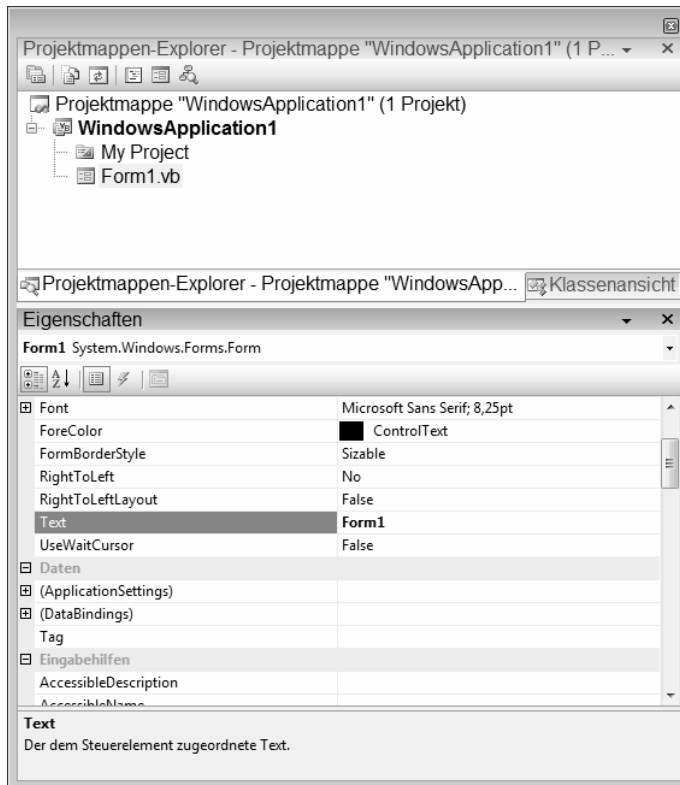 Projektmappen-Explorer - Projektmappe "WindowsApplication1" (1 P...
Projektmappe "WindowsApplication1" (1 Projekt)
WindowsApplication1
My Project
Form1.vb
Projektmappen-Explorer - Projektmappe "WindowsApp... Klassenansicht
Eigenschaften
Form1 System.Windows.Forms.Form
Font Microsoft Sans Serif; 8,25pt
ForeColor ControlText
FormBorderStyle Sizable
RightToLeft No
RightToLeftLayout False
Text Form1
UseWaitCursor False
Daten
(ApplicationSettings)
(DataBindings)
Tag
Eingabehilfen
AccessibleDescription
AccessibleName
Text
Der dem Steuerelement zugeordnete Text.